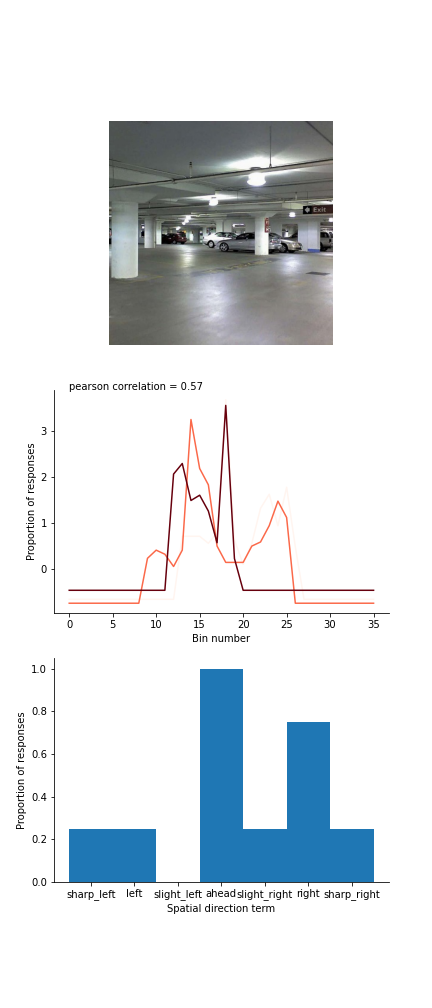 Exit
pearson correlation = 0.57
Proportion of responses
3
2
1
0
0 5 10 15 20 25 30 35
Bin number
Proportion of responses
1.0
0.8
0.6
0.4
0.2
0.0
sharp_left left slight_left ahead slight_right right sharp_right
Spatial direction term